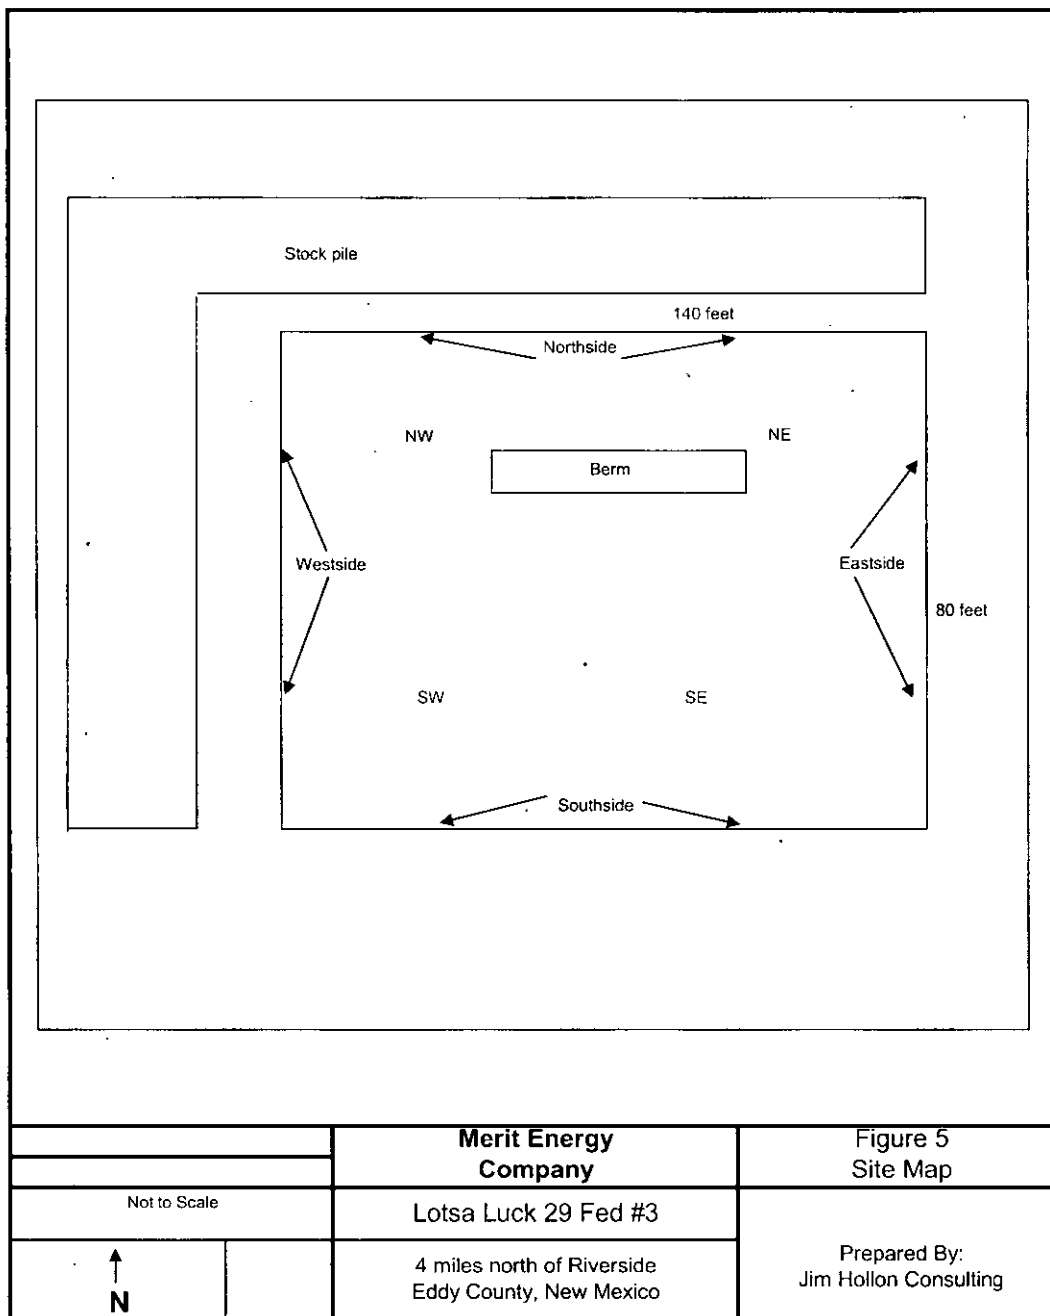 Stock pile
140 feet
Northside
NW
NE
Berm
Westside
Eastside
80 feet
SW
SE
Southside
Merit Energy
Company
Figure 5
Site Map
Not to Scale
Lotsa Luck 29 Fed #3
N
4 miles north of Riverside
Eddy County, New Mexico
Prepared By:
Jim Hollon Consulting